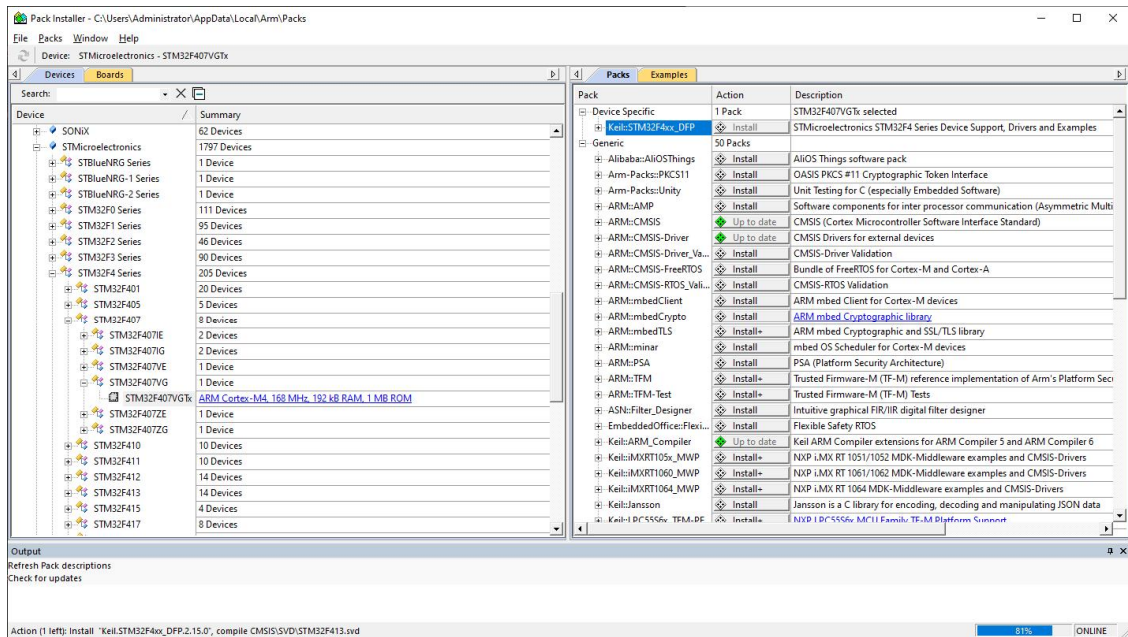 Pack Installer - C:\Users\Administrator\AppData\Local\Arm\Packs
File Packs Window Help
Device: STMicroelectronics - STM32F407VGTx
Devices Boards
Search:
Device / Summary
SONiX 62 Devices
STMicroelectronics 1797 Devices
STBlueNRG Series 1 Device
STBlueNRG-1 Series 1 Device
STBlueNRG-2 Series 1 Device
STM32F0 Series 111 Devices
STM32F1 Series 95 Devices
STM32F2 Series 46 Devices
STM32F3 Series 90 Devices
STM32F4 Series 205 Devices
STM32F401 20 Devices
STM32F405 5 Devices
STM32F407 8 Devices
STM32F407IE 2 Devices
STM32F407IG 2 Devices
STM32F407VE 1 Device
STM32F407VG 1 Device
STM32F407VGTx ARM Cortex-M4, 168 MHz, 192 kB RAM, 1 MB ROM
STM32F407ZE 1 Device
STM32F407ZG 1 Device
STM32F410 10 Devices
STM32F411 10 Devices
STM32F412 14 Devices
STM32F413 14 Devices
STM32F415 4 Devices
STM32F417 8 Devices
Packs Examples
Pack Action Description
Device Specific 1 Pack STM32F407VGTx selected
Keil::STM32F4xx_DFP Install STMicroelectronics STM32F4 Series Device Support, Drivers and Examples
Generic 50 Packs
Alibaba::AliOSThings Install AliOS Things software pack
Arm-Packs::PKCS11 Install OASIS PKCS #11 Cryptographic Token Interface
Arm-Packs::Unity Install Unit Testing for C (especially Embedded Software)
ARM::AMP Install Software components for inter processor communication (Asymmetric Multi
ARM::CMSIS Up to date CMSIS (Cortex Microcontroller Software Interface Standard)
ARM::CMSIS-Driver Up to date CMSIS Drivers for external devices
ARM::CMSIS-Driver_Va... Install CMSIS-Driver Validation
ARM::CMSIS-FreeRTOS Install Bundle of FreeRTOS for Cortex-M and Cortex-A
ARM::CMSIS-RTOS_Vali... Install CMSIS-RTOS Validation
ARM::mbedClient Install ARM mbed Client for Cortex-M devices
ARM::mbedCrypto Install ARM mbed Cryptographic library
ARM::mbedTLS Install+ ARM mbed Cryptographic and SSL/TLS library
ARM::minar Install mbed OS Scheduler for Cortex-M devices
ARM::PSA Install PSA (Platform Security Architecture)
ARM::TFM Install+ Trusted Firmware-M (TF-M) reference implementation of Arm's Platform Secu
ARM::TFM-Test Install+ Trusted Firmware-M (TF-M) Tests
ASN::Filter_Designer Install Intuitive graphical FIR/IIR digital filter designer
EmbeddedOffice::Flexi... Install Flexible Safety RTOS
Keil::ARM_Compiler Up to date Keil ARM Compiler extensions for ARM Compiler 5 and ARM Compiler 6
Keil::iMXRT105x_MWP Install+ NXP i.MX RT 1051/1052 MDK-Middleware examples and CMSIS-Drivers
Keil::iMXRT1060_MWP Install+ NXP i.MX RT 1061/1062 MDK-Middleware examples and CMSIS-Drivers
Keil::iMXRT1064_MWP Install+ NXP i.MX RT 1064 MDK-Middleware examples and CMSIS-Drivers
Keil::Jansson Install Jansson is a C library for encoding, decoding and manipulating JSON data
Keil::LPC55S6x_TFM-PF Install+ NXP LPC55S6x MCU Family TF-M Platform Support
Output
Refresh Pack descriptions
Check for updates
Action (1 left): Install "Keil.STM32F4xx_DFP.2.15.0", compile CMSIS\SVD\STM32F413.svd 81% ONLINE